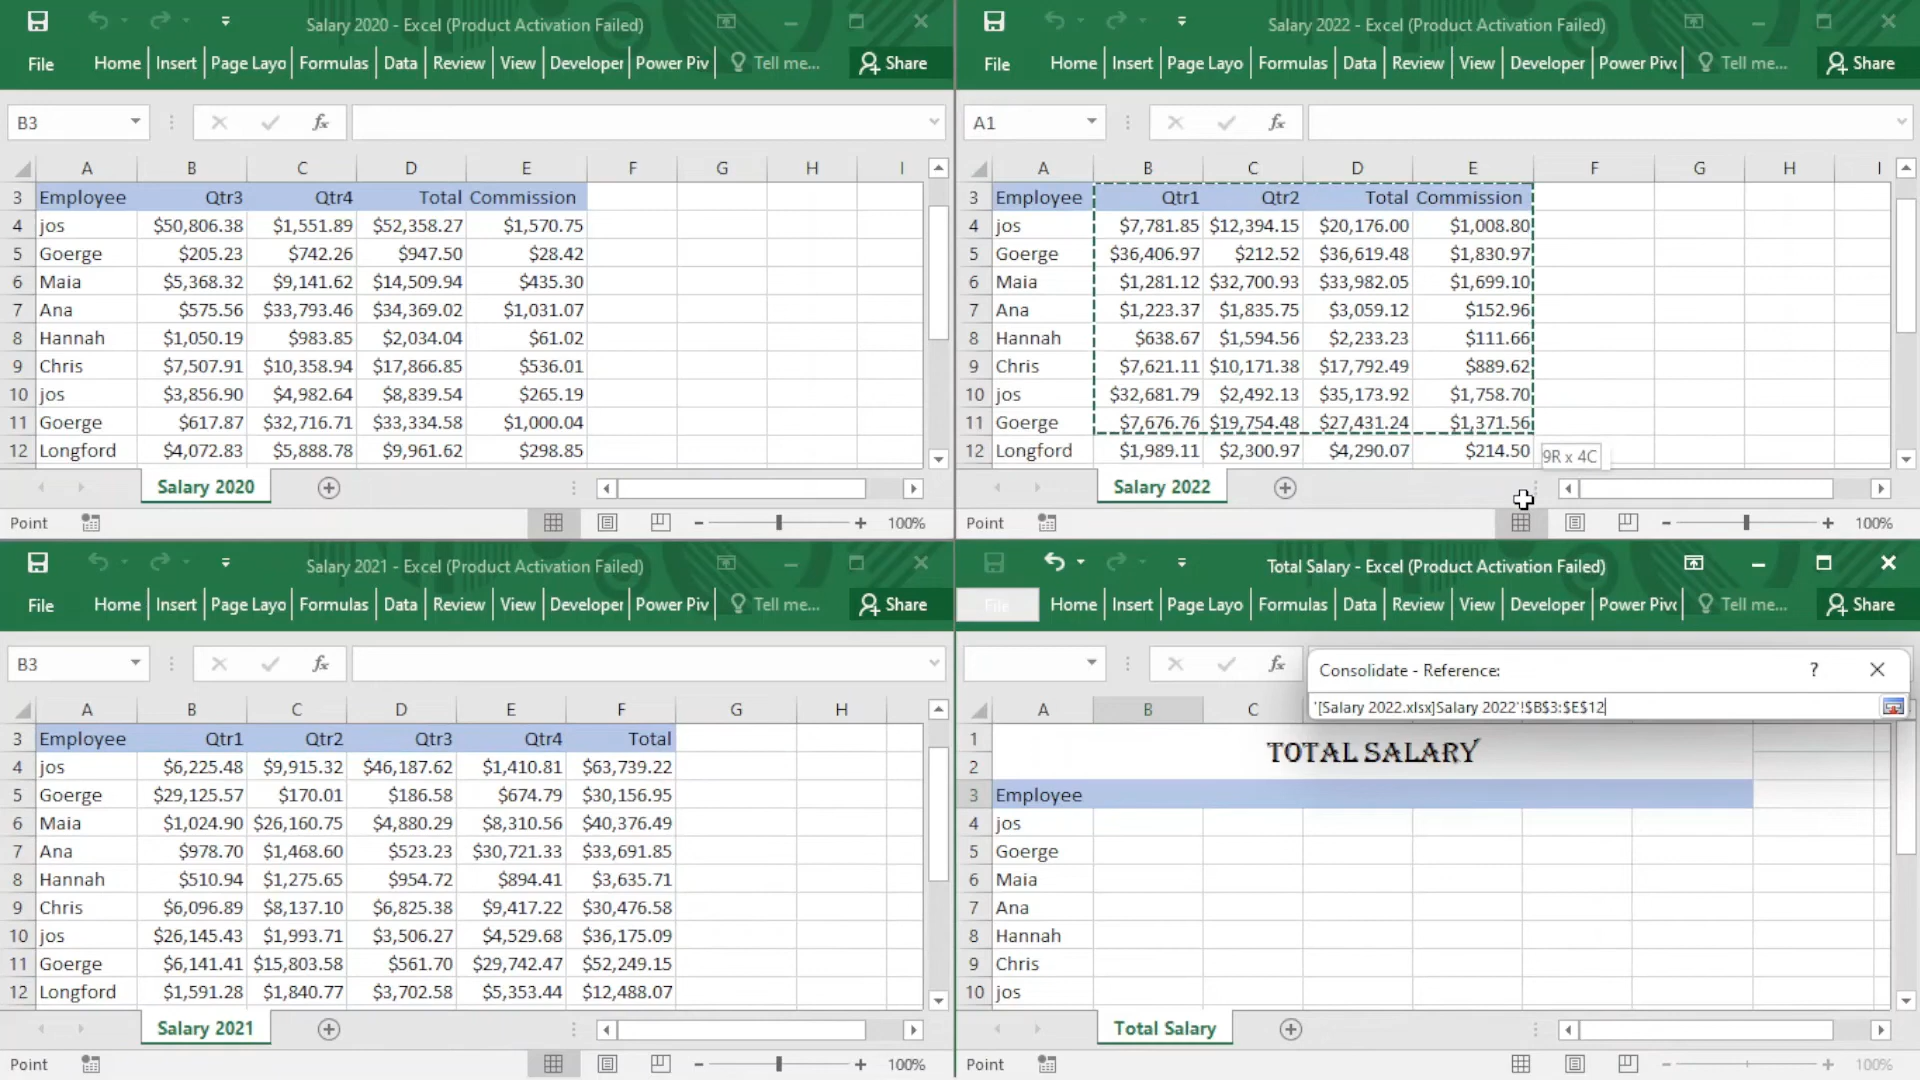 Salary 2020 - Excel (Product Activation Failed)
File Home Insert Page Layo Formulas Data Review View Developer Power Piv Tell me... Share
B3 fx
A B C D E F G H I
3 Employee Qtr3 Qtr4 Total Commission
4 jos $50,806.38 $1,551.89 $52,358.27 $1,570.75
5 Goerge $205.23 $742.26 $947.50 $28.42
6 Maia $5,368.32 $9,141.62 $14,509.94 $435.30
7 Ana $575.56 $33,793.46 $34,369.02 $1,031.07
8 Hannah $1,050.19 $983.85 $2,034.04 $61.02
9 Chris $7,507.91 $10,358.94 $17,866.85 $536.01
10 jos $3,856.90 $4,982.64 $8,839.54 $265.19
11 Goerge $617.87 $32,716.71 $33,334.58 $1,000.04
12 Longford $4,072.83 $5,888.78 $9,961.62 $298.85
Salary 2020
Point 100%
Salary 2022 - Excel (Product Activation Failed)
File Home Insert Page Layo Formulas Data Review View Developer Power Piv Tell me... Share
A1 fx
A B C D E F G H I
3 Employee Qtr1 Qtr2 Total Commission
4 jos $7,781.85 $12,394.15 $20,176.00 $1,008.80
5 Goerge $36,406.97 $212.52 $36,619.48 $1,830.97
6 Maia $1,281.12 $32,700.93 $33,982.05 $1,699.10
7 Ana $1,223.37 $1,835.75 $3,059.12 $152.96
8 Hannah $638.67 $1,594.56 $2,233.23 $111.66
9 Chris $7,621.11 $10,171.38 $17,792.49 $889.62
10 jos $32,681.79 $2,492.13 $35,173.92 $1,758.70
11 Goerge $7,676.76 $19,754.48 $27,431.24 $1,371.56
12 Longford $1,989.11 $2,300.97 $4,290.07 $214.50
9R x 4C
Salary 2022
Point 100%
Salary 2021 - Excel (Product Activation Failed)
File Home Insert Page Layo Formulas Data Review View Developer Power Piv Tell me... Share
B3 fx
A B C D E F G H
3 Employee Qtr1 Qtr2 Qtr3 Qtr4 Total
4 jos $6,225.48 $9,915.32 $46,187.62 $1,410.81 $63,739.22
5 Goerge $29,125.57 $170.01 $186.58 $674.79 $30,156.95
6 Maia $1,024.90 $26,160.75 $4,880.29 $8,310.56 $40,376.49
7 Ana $978.70 $1,468.60 $523.23 $30,721.33 $33,691.85
8 Hannah $510.94 $1,275.65 $954.72 $894.41 $3,635.71
9 Chris $6,096.89 $8,137.10 $6,825.38 $9,417.22 $30,476.58
10 jos $26,145.43 $1,993.71 $3,506.27 $4,529.68 $36,175.09
11 Goerge $6,141.41 $15,803.58 $561.70 $29,742.47 $52,249.15
12 Longford $1,591.28 $1,840.77 $3,702.58 $5,353.44 $12,488.07
Salary 2021
Point 100%
Total Salary - Excel (Product Activation Failed)
File Home Insert Page Layo Formulas Data Review View Developer Power Piv Tell me... Share
fx
Consolidate - Reference: ?
'[Salary 2022.xlsx]Salary 2022'!$B$3:$E$12
A B C
1
TOTAL SALARY
2
3 Employee
4 jos
5 Goerge
6 Maia
7 Ana
8 Hannah
9 Chris
10 jos
Total Salary
Point 100%